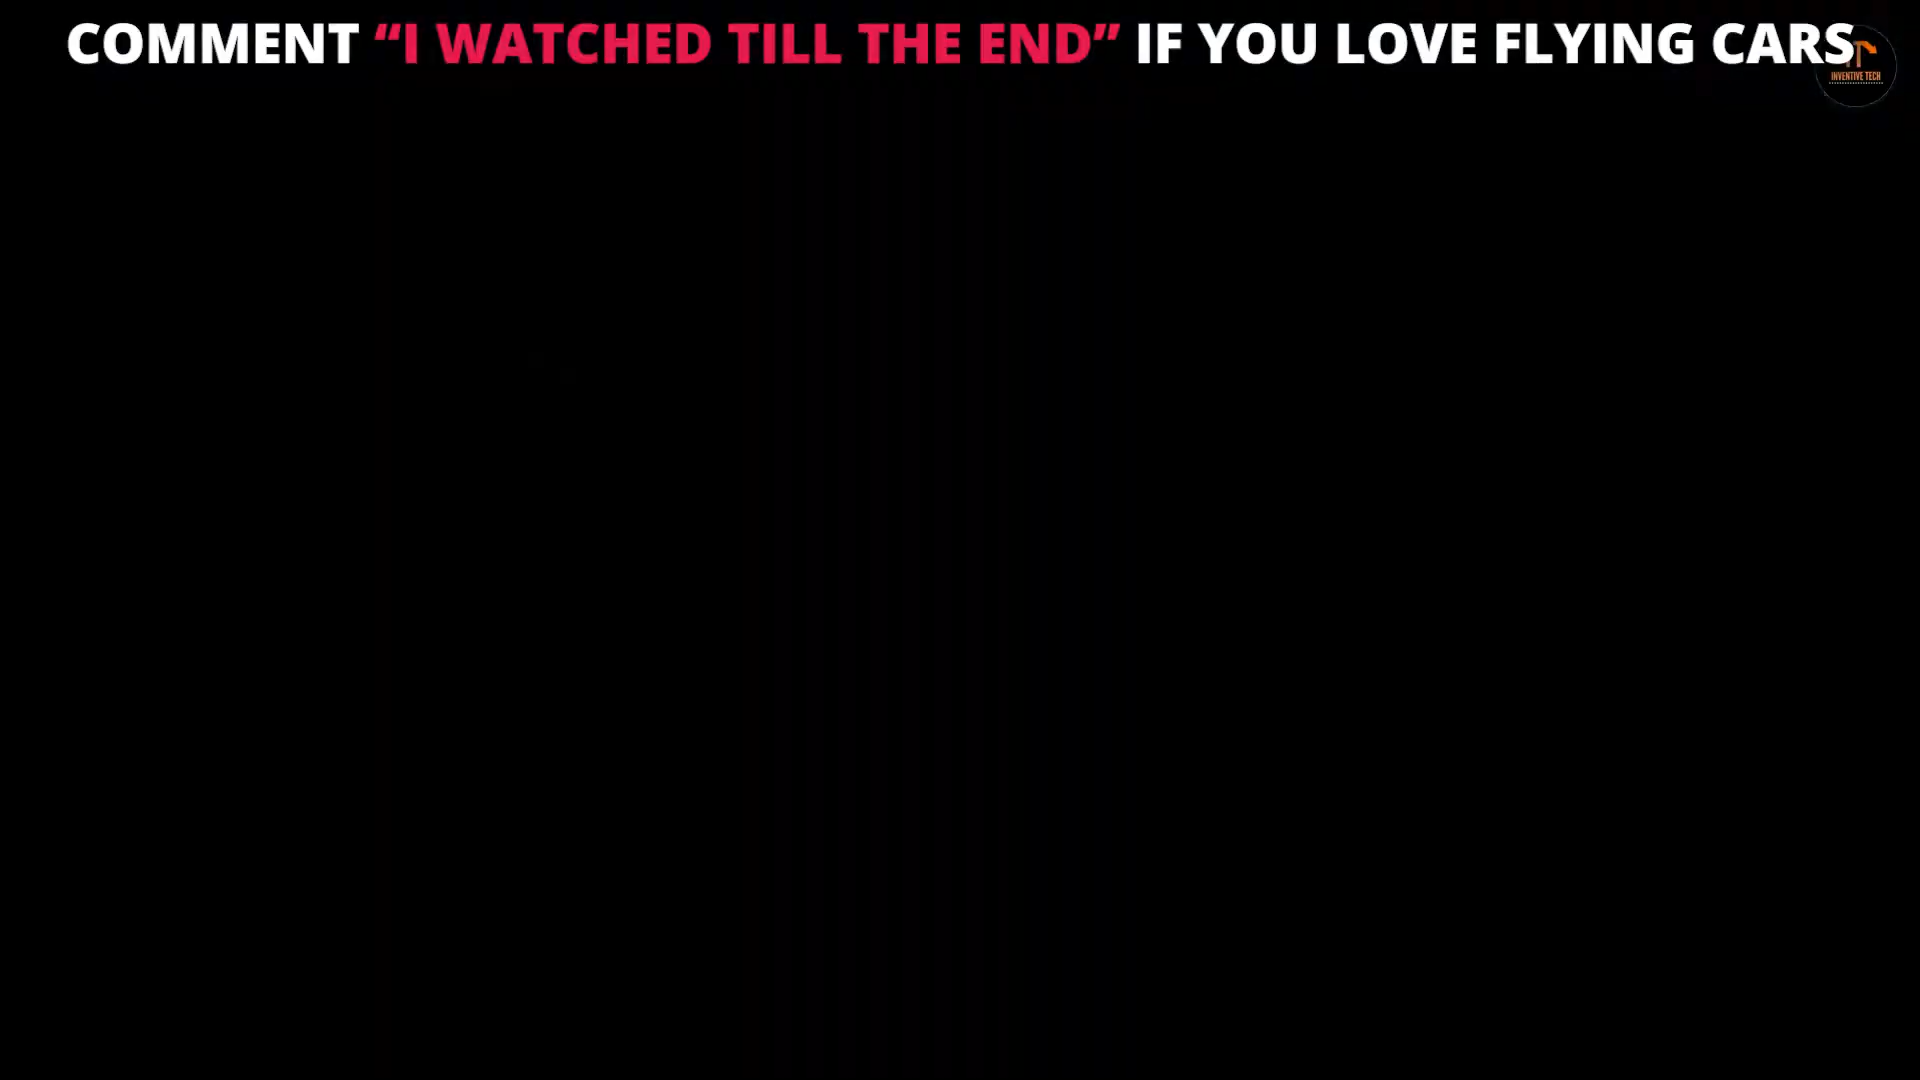 COMMENT “I WATCHED TILL THE END” IF YOU LOVE FLYING CARS
INVENTIVE TECH